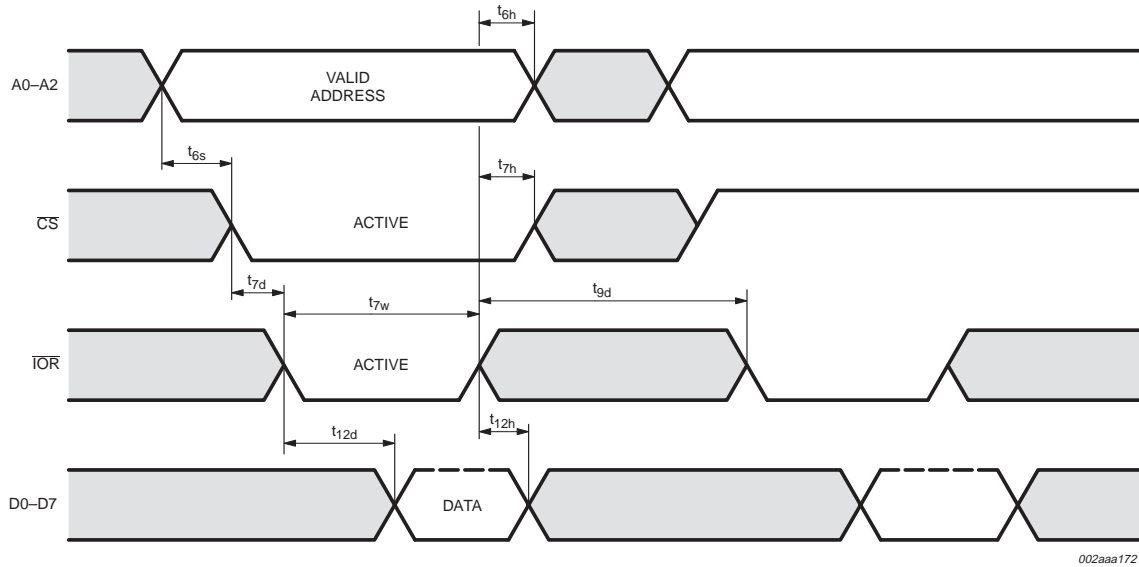 t6h
A0–A2
VALID
ADDRESS
t6s
t7h
CS
ACTIVE
t7d
t7w
t9d
IOR
ACTIVE
t12d
t12h
D0–D7
DATA
002aaa172